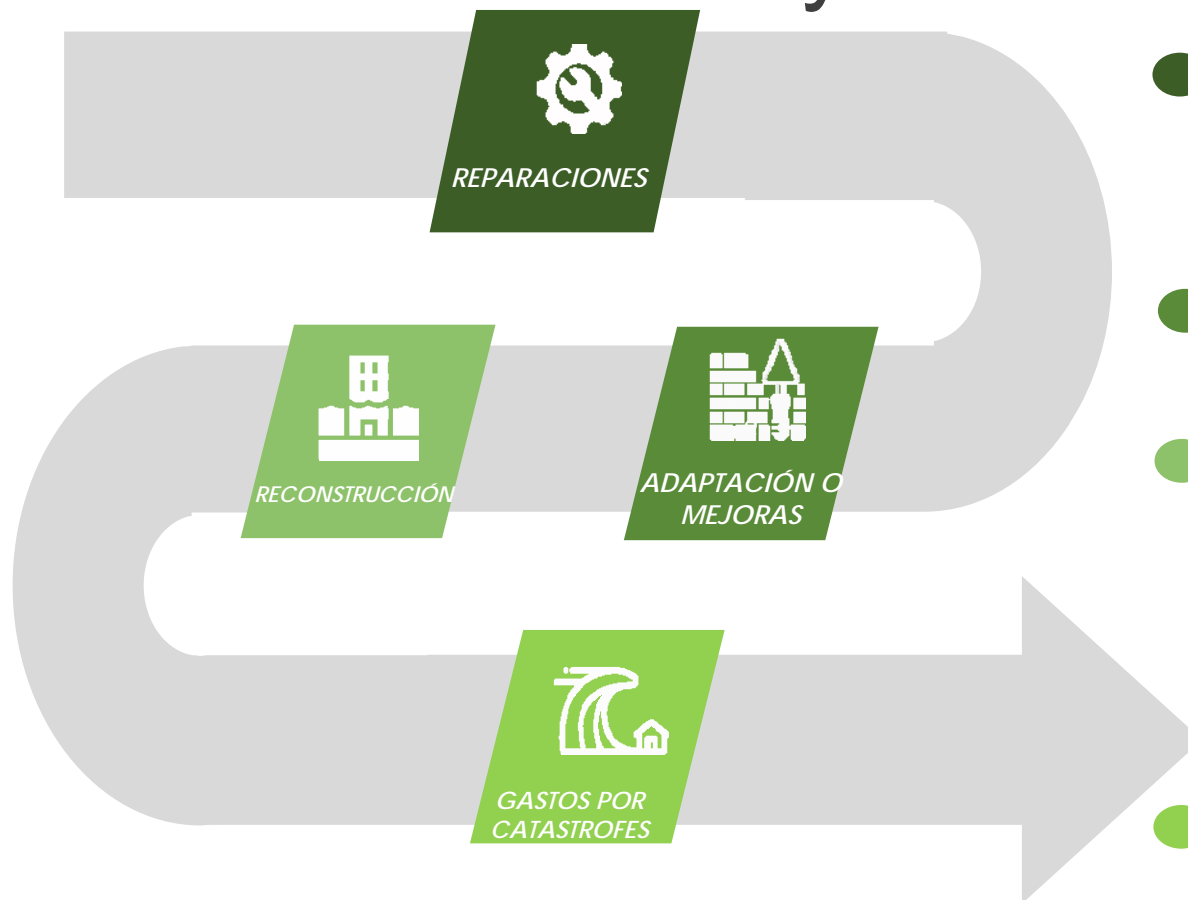 REPARACIONES
ADAPTACIÓN O
MEJORAS
RECONSTRUCCIÓN
GASTOS POR
CATASTROFES